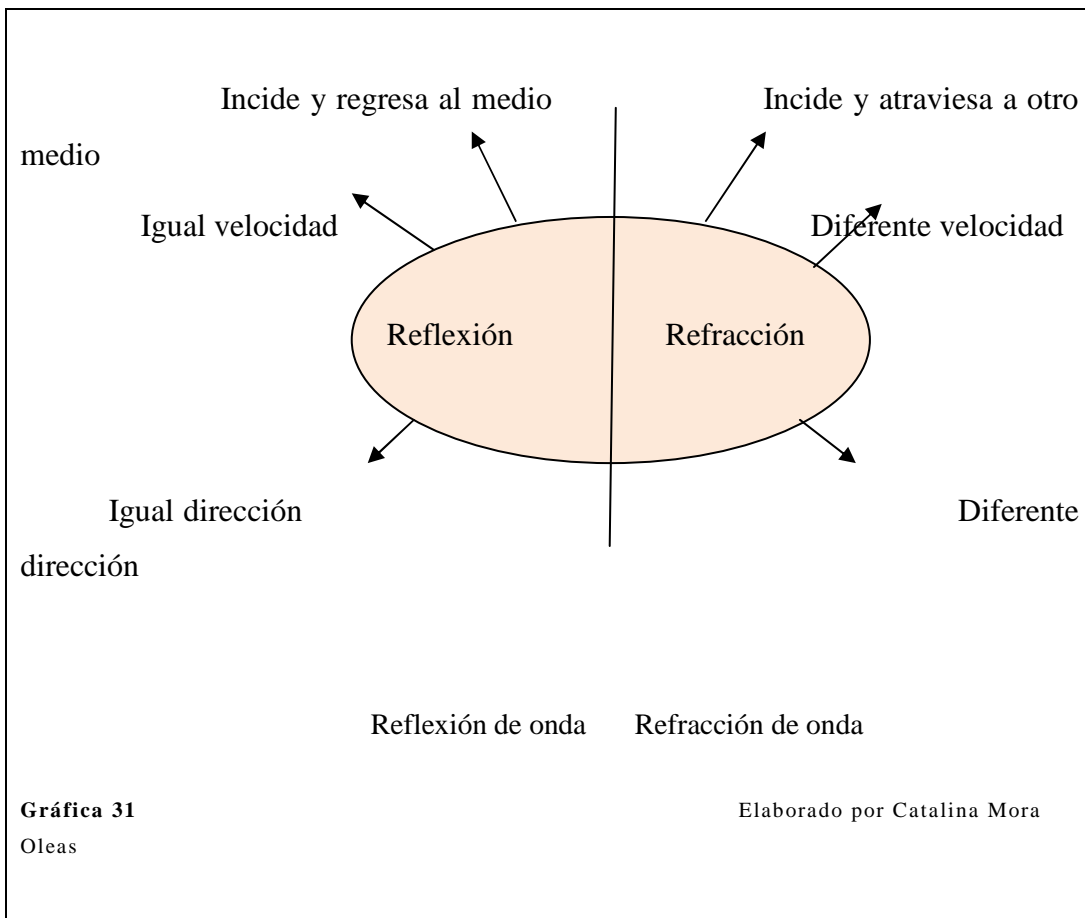 Incide y regresa al medio Incide y atraviesa a otro
medio
Igual velocidad Diferente velocidad
Reflexión Refracción
Igual dirección Diferente
dirección
Reflexión de onda Refracción de onda
Gráfica 31 Elaborado por Catalina Mora
Oleas